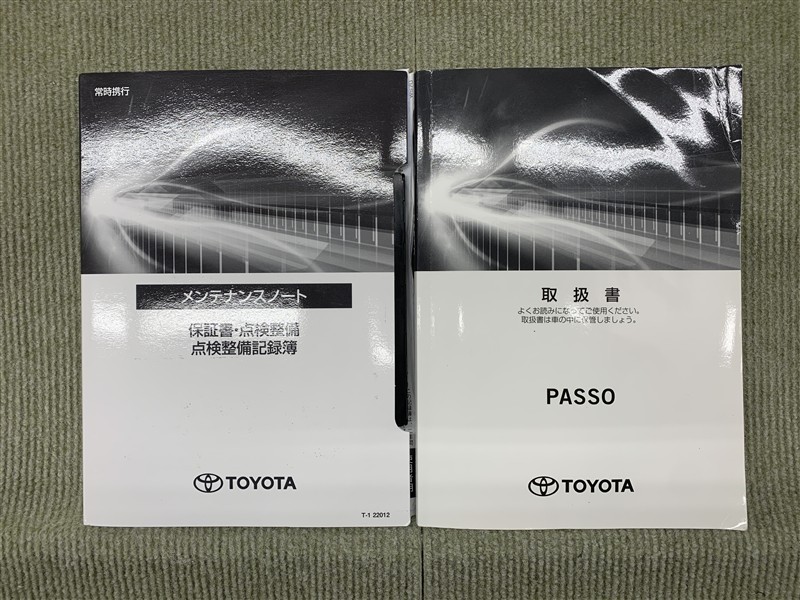 常時携行
メンテナンスノート
保証書・点検整備
点検整備記録簿
TOYOTA
T-1 22012
取扱書
よくお読みになってご使用ください。
取扱書は車の中に保管しましょう。
PASSO
TOYOTA